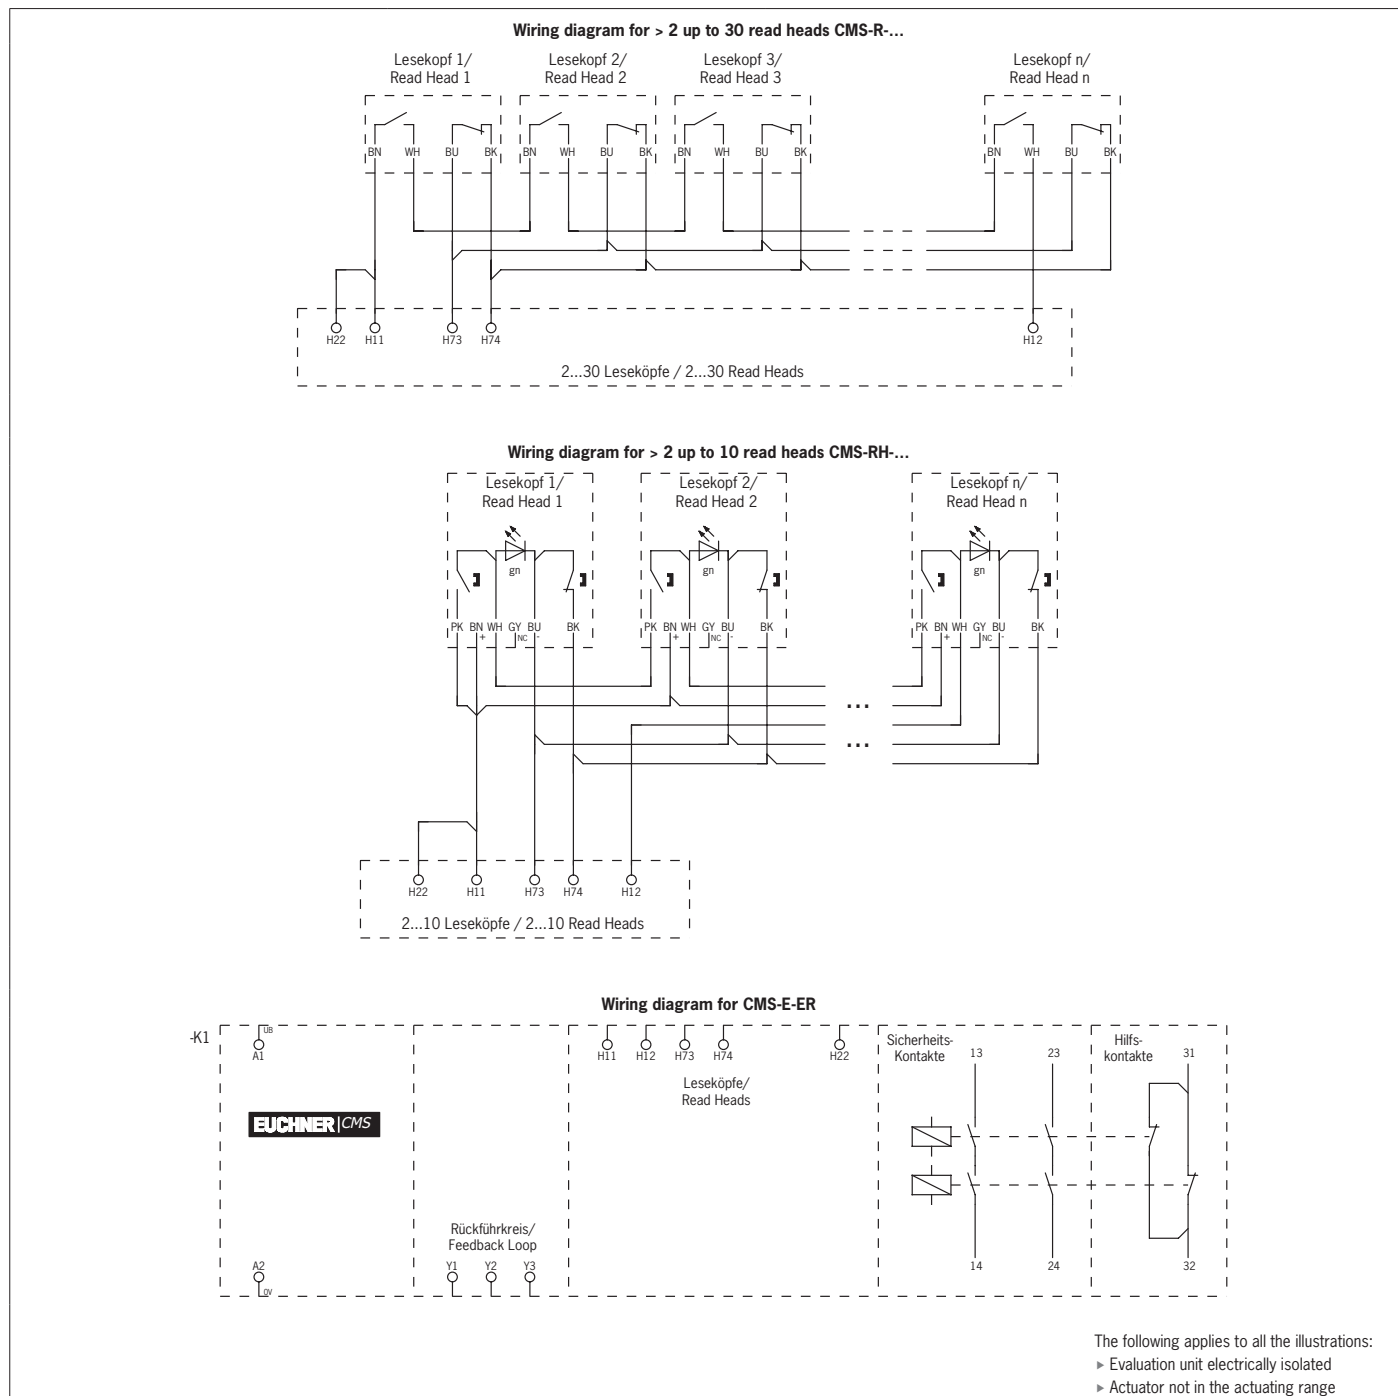 Wiring diagram for > 2 up to 30 read heads CMS-R-...
Lesekopf 1/ Lesekopf 2/ Lesekopf 3/ Lesekopf n/
Read Head 1 Read Head 2 Read Head 3 Read Head n
BN WH BU BK BN WH BU BK BN WH BU BK BN WH BU BK
H22 H11 H73 H74 H12
2...30 Leseköpfe / 2...30 Read Heads
Wiring diagram for > 2 up to 10 read heads CMS-RH-...
Lesekopf 1/ Lesekopf 2/ Lesekopf n/
Read Head 1 Read Head 2 Read Head n
gn gn gn
PK BN WH GY BU BK PK BN WH GY BU BK PK BN WH GY BU BK
+ NC - + NC - + NC -
... 
...
H22 H11 H73 H74 H12
2...10 Leseköpfe / 2...10 Read Heads
Wiring diagram for CMS-E-ER
-K1
UB
A1
H11 H12 H73 H74 H22
Leseköpfe/
Read Heads
Sicherheits-
Kontakte
13 23
Hilfs-
kontakte
31
EUCHNER|CMS
Rückführkreis/
Feedback Loop
A2
0V
Y1 Y2 Y3
14 24 32
The following applies to all the illustrations:
▸ Evaluation unit electrically isolated
▸ Actuator not in the actuating range